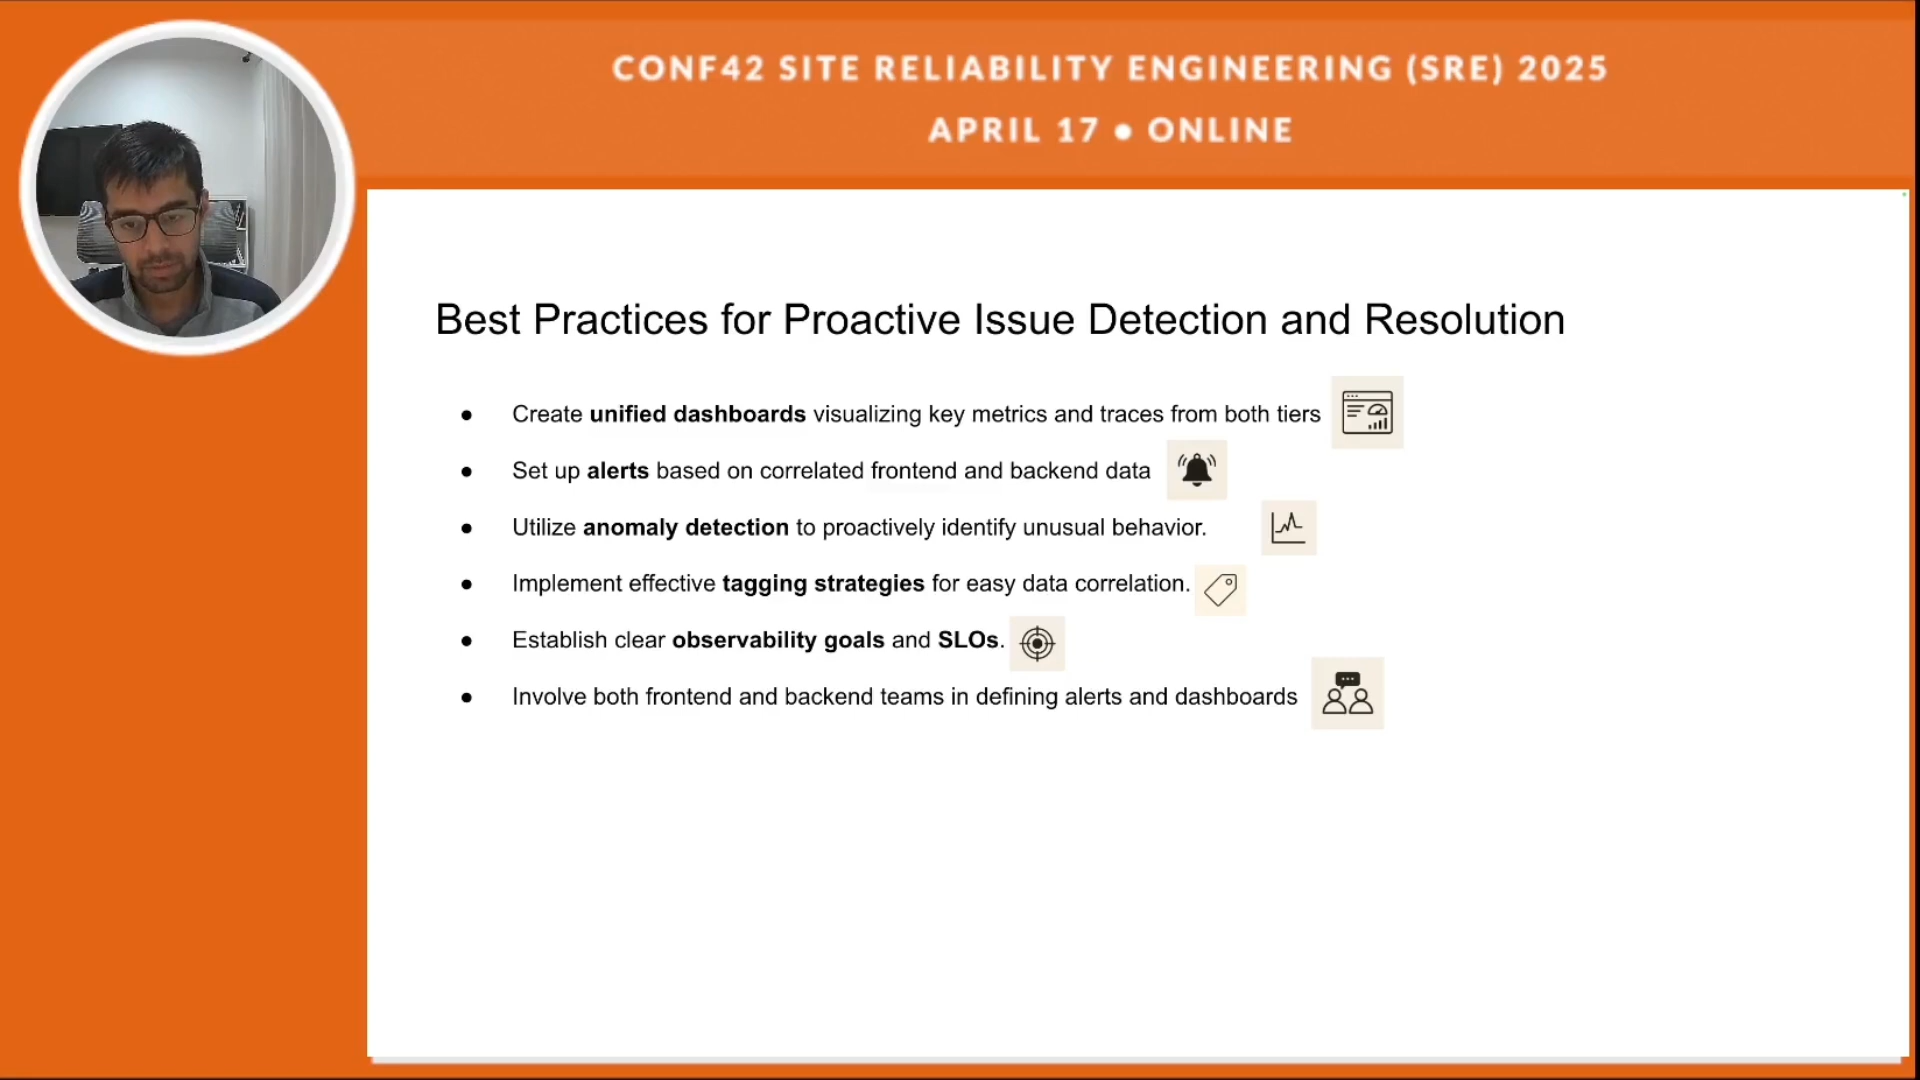 CONF42 SITE RELIABILITY ENGINEERING (SRE) 2025
APRIL 17 ● ONLINE
Best Practices for Proactive Issue Detection and Resolution
● Create unified dashboards visualizing key metrics and traces from both tiers
● Set up alerts based on correlated frontend and backend data
● Utilize anomaly detection to proactively identify unusual behavior.
● Implement effective tagging strategies for easy data correlation.
● Establish clear observability goals and SLOs.
● Involve both frontend and backend teams in defining alerts and dashboards